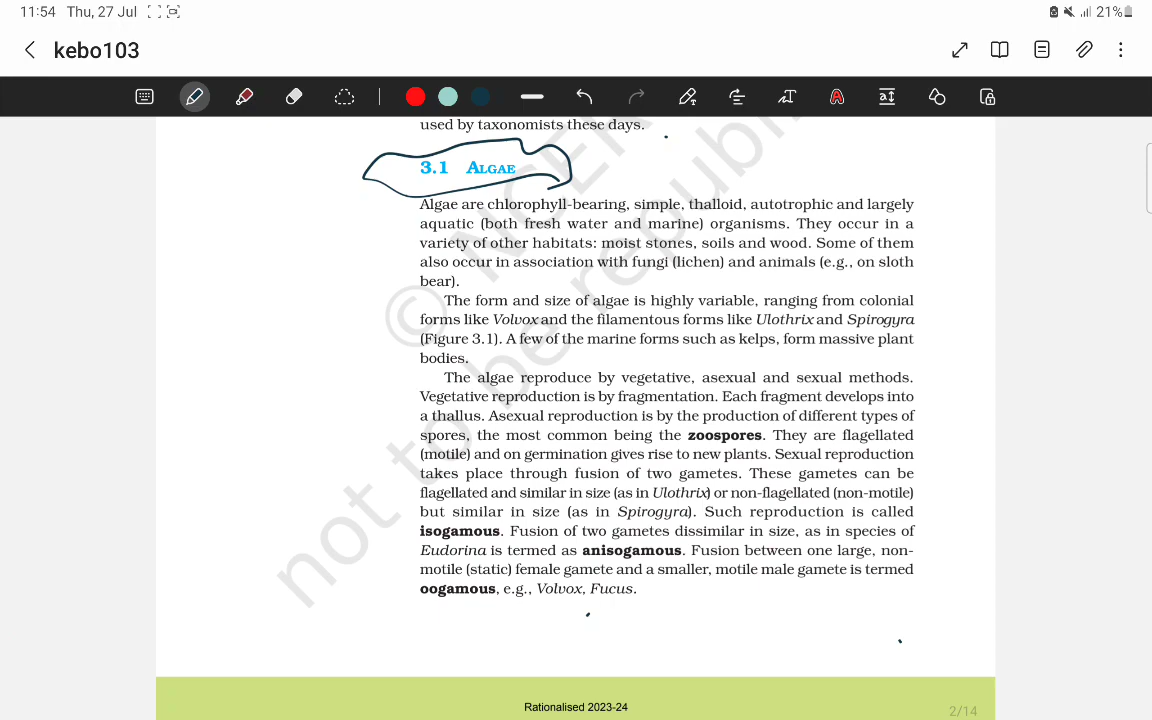 11:54 Thu, 27 Jul 21%
kebo103
used by taxonomists these days.
3.1 ALGAE
Algae are chlorophyll-bearing, simple, thalloid, autotrophic and largely
aquatic (both fresh water and marine) organisms. They occur in a
variety of other habitats: moist stones, soils and wood. Some of them
also occur in association with fungi (lichen) and animals (e.g., on sloth
bear).
The form and size of algae is highly variable, ranging from colonial
forms like Volvox and the filamentous forms like Ulothrix and Spirogyra
(Figure 3.1). A few of the marine forms such as kelps, form massive plant
bodies.
The algae reproduce by vegetative, asexual and sexual methods.
Vegetative reproduction is by fragmentation. Each fragment develops into
a thallus. Asexual reproduction is by the production of different types of
spores, the most common being the zoospores. They are flagellated
(motile) and on germination gives rise to new plants. Sexual reproduction
takes place through fusion of two gametes. These gametes can be
flagellated and similar in size (as in Ulothrix) or non-flagellated (non-motile)
but similar in size (as in Spirogyra). Such reproduction is called
isogamous. Fusion of two gametes dissimilar in size, as in species of
Eudorina is termed as anisogamous. Fusion between one large, non-
motile (static) female gamete and a smaller, motile male gamete is termed
oogamous, e.g., Volvox, Fucus.
© NCE
not to be republi
Rationalised 2023-24
2/14